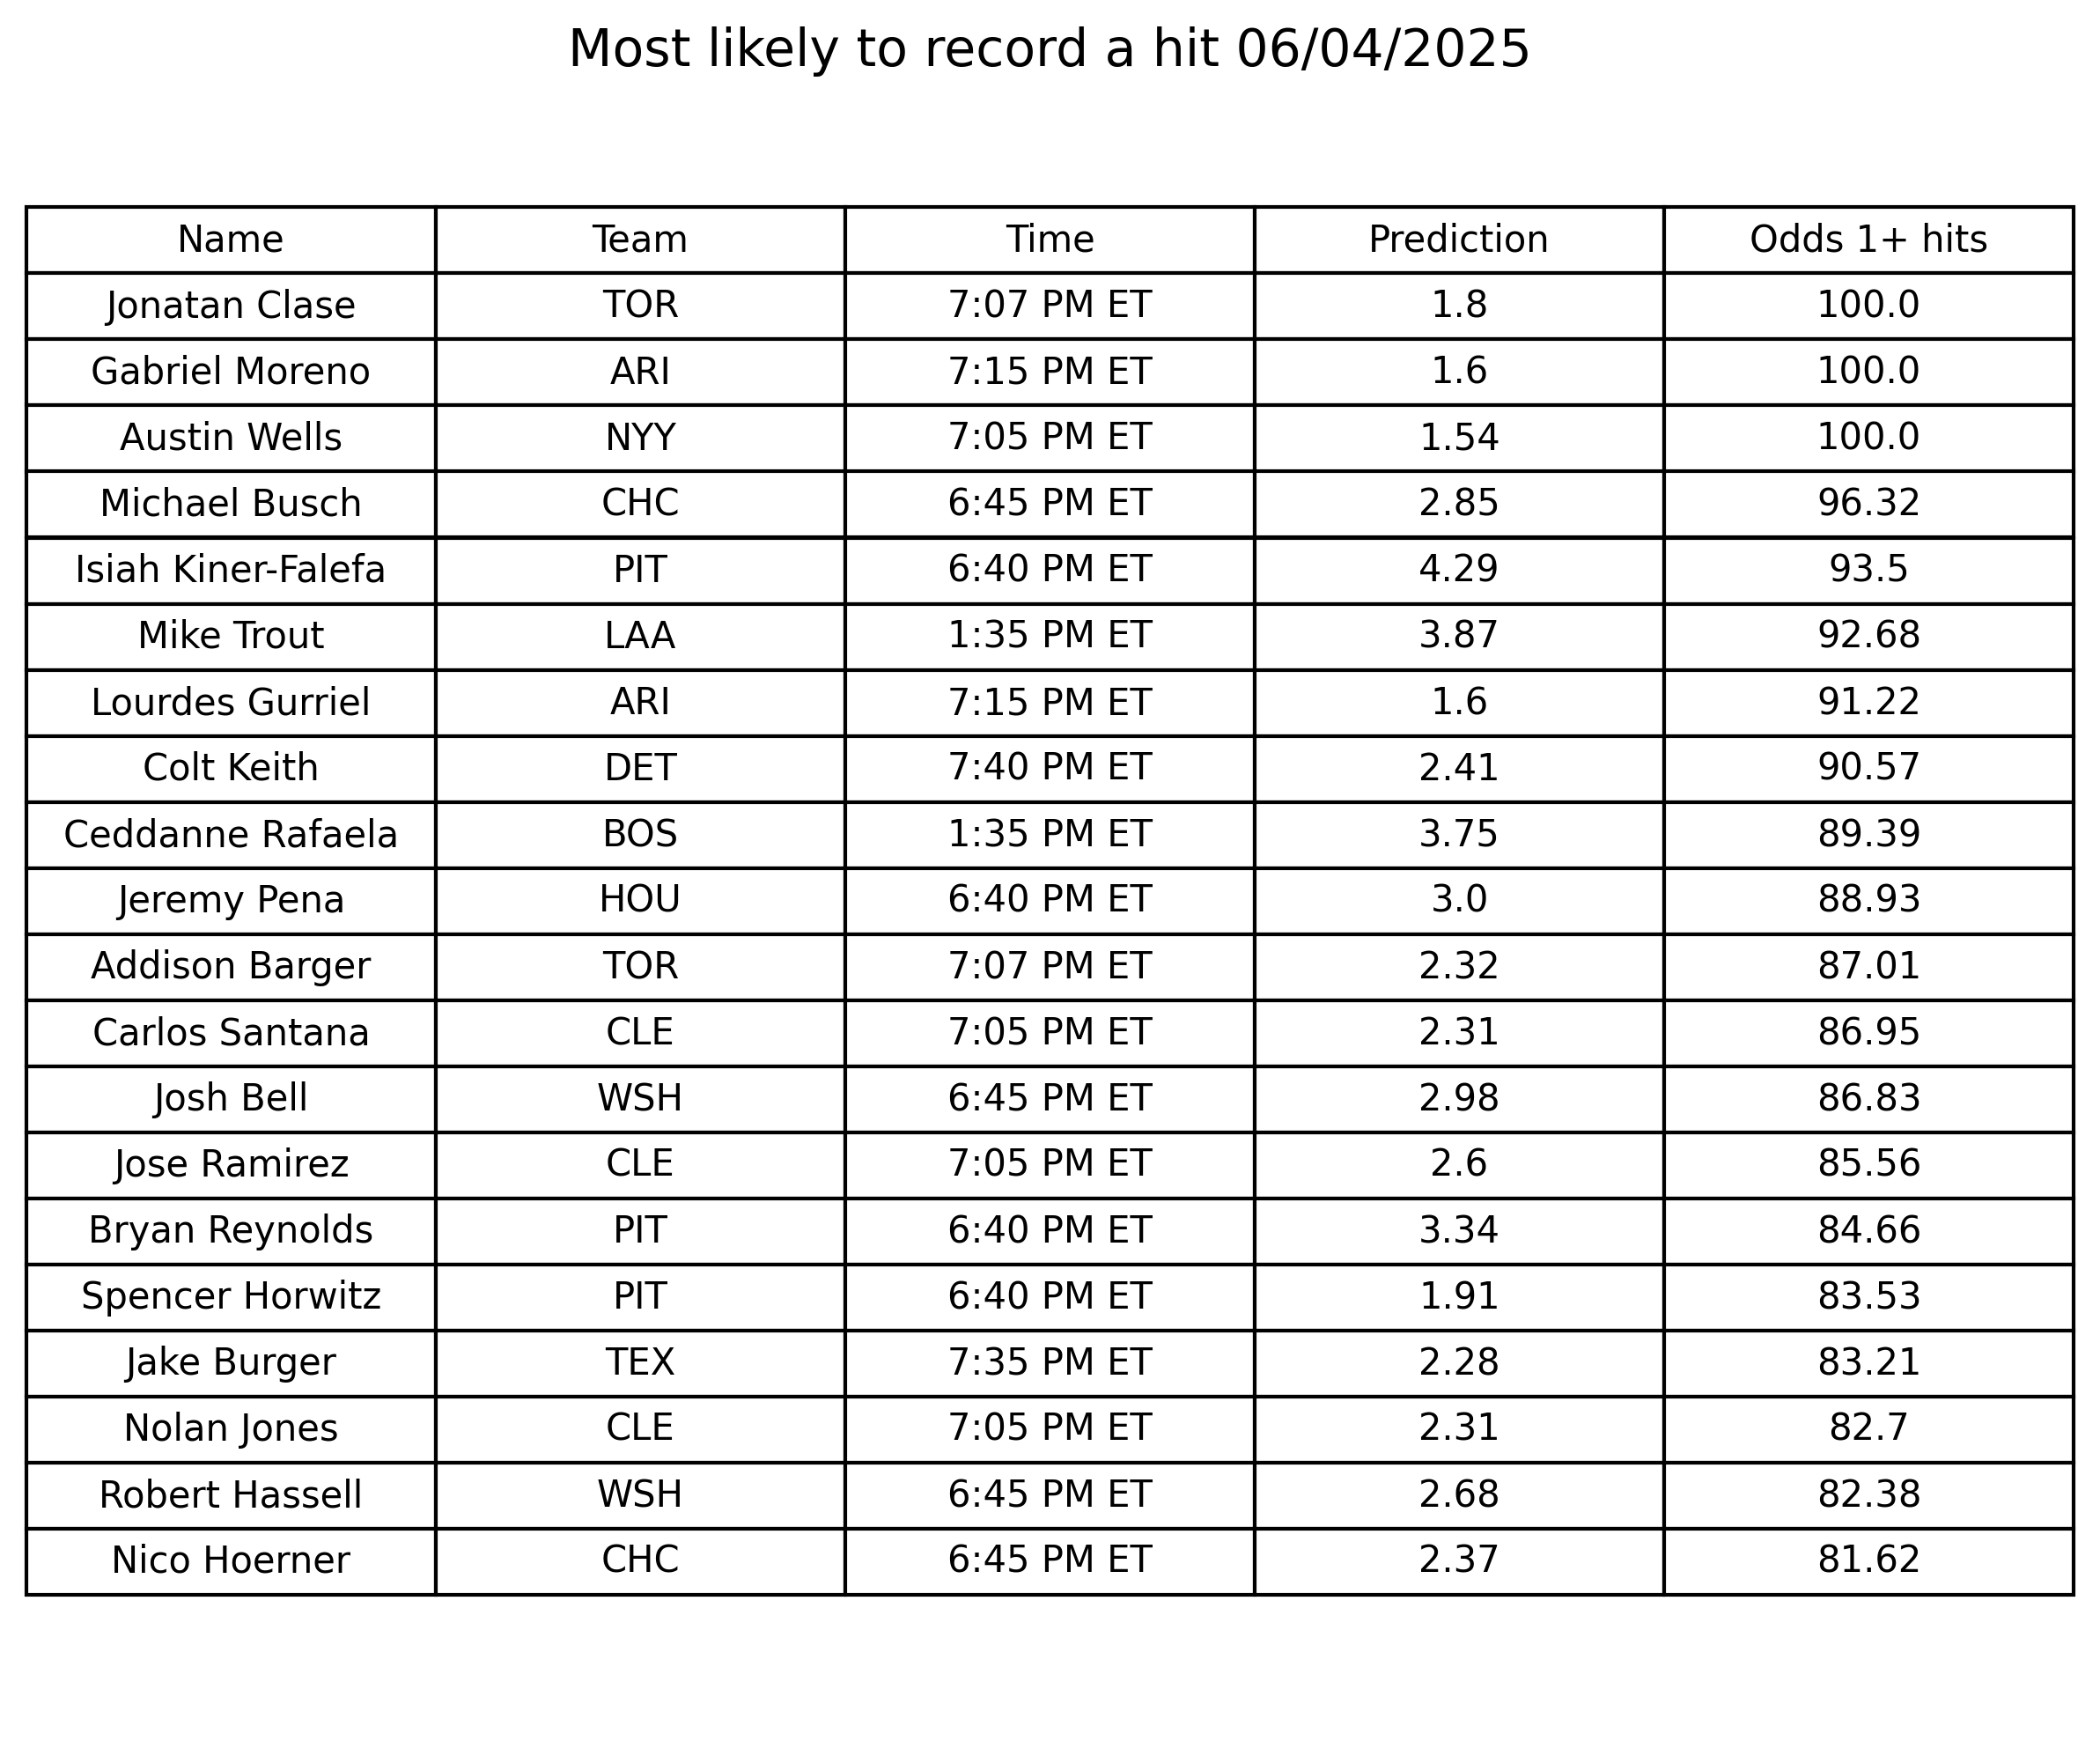 Most likely to record a hit 06/04/2025
Name Team Time Prediction Odds 1+ hits
Jonatan Clase TOR 7:07 PM ET 1.8 100.0
Gabriel Moreno ARI 7:15 PM ET 1.6 100.0
Austin Wells NYY 7:05 PM ET 1.54 100.0
Michael Busch CHC 6:45 PM ET 2.85 96.32
Isiah Kiner-Falefa PIT 6:40 PM ET 4.29 93.5
Mike Trout LAA 1:35 PM ET 3.87 92.68
Lourdes Gurriel ARI 7:15 PM ET 1.6 91.22
Colt Keith DET 7:40 PM ET 2.41 90.57
Ceddanne Rafaela BOS 1:35 PM ET 3.75 89.39
Jeremy Pena HOU 6:40 PM ET 3.0 88.93
Addison Barger TOR 7:07 PM ET 2.32 87.01
Carlos Santana CLE 7:05 PM ET 2.31 86.95
Josh Bell WSH 6:45 PM ET 2.98 86.83
Jose Ramirez CLE 7:05 PM ET 2.6 85.56
Bryan Reynolds PIT 6:40 PM ET 3.34 84.66
Spencer Horwitz PIT 6:40 PM ET 1.91 83.53
Jake Burger TEX 7:35 PM ET 2.28 83.21
Nolan Jones CLE 7:05 PM ET 2.31 82.7
Robert Hassell WSH 6:45 PM ET 2.68 82.38
Nico Hoerner CHC 6:45 PM ET 2.37 81.62